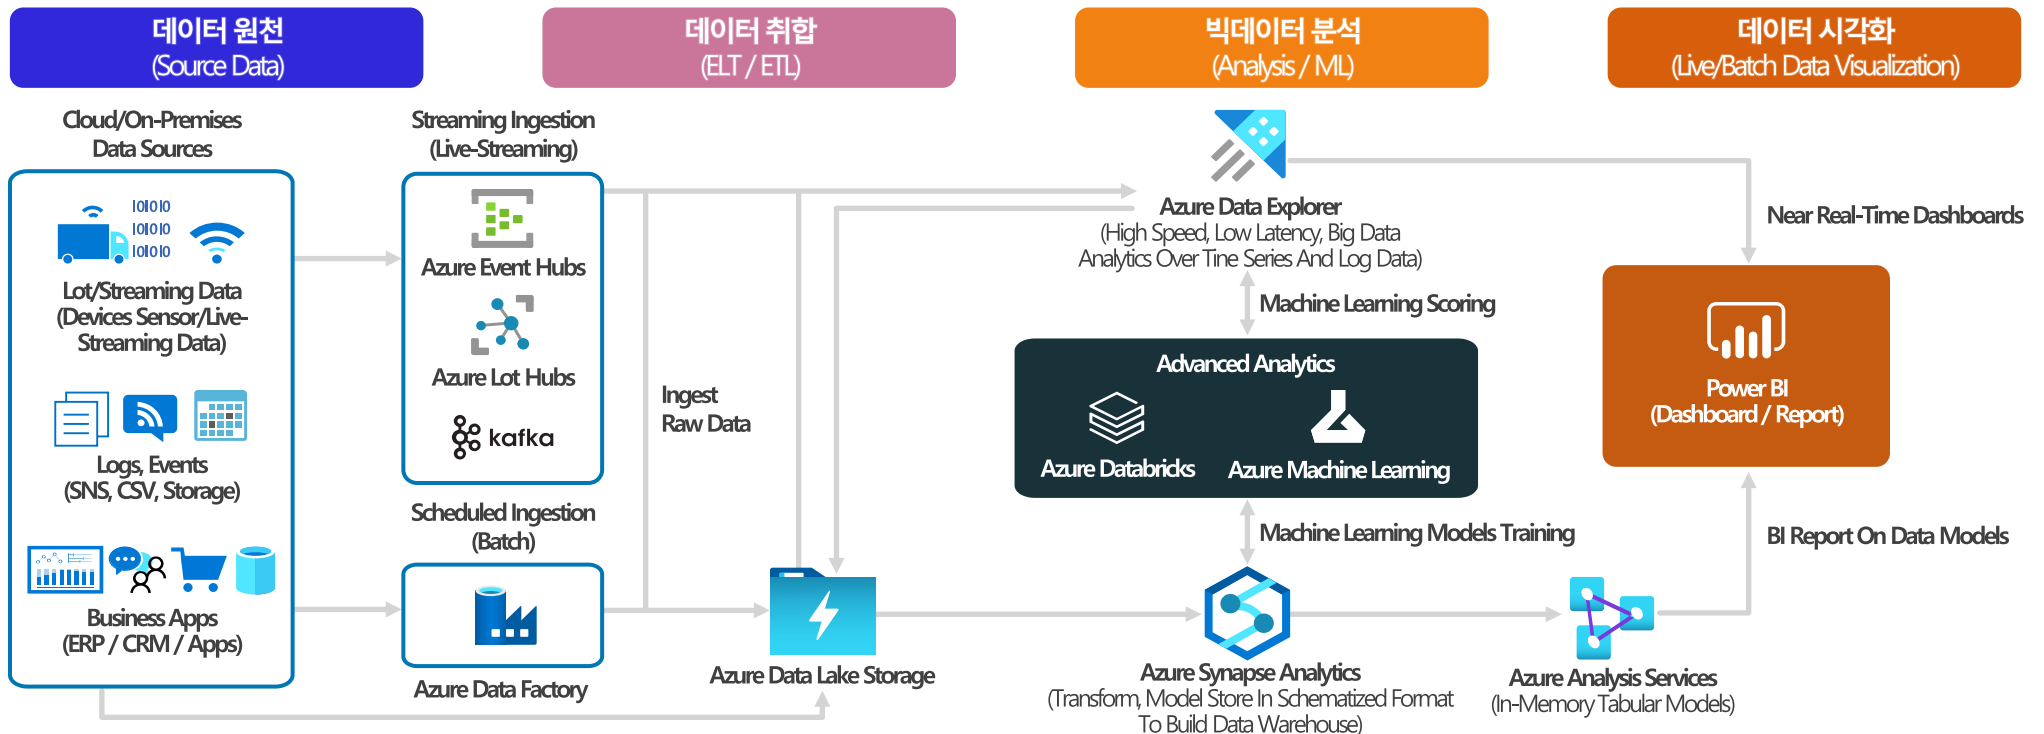 데이터 원천
(Source Data)
데이터 취합
(ELT / ETL)
빅데이터 분석
(Analysis / ML)
데이터 시각화
(Live/Batch Data Visualization)
Cloud/On-Premises
Data Sources
101010
101010
101010
Lot/Streaming Data
(Devices Sensor/Live-
Streaming Data)
Logs, Events
(SNS, CSV, Storage)
Business Apps
(ERP / CRM / Apps)
Streaming Ingestion
(Live-Streaming)
Azure Event Hubs
Azure Lot Hubs
kafka
Scheduled Ingestion
(Batch)
Azure Data Factory
Ingest
Raw Data
Azure Data Lake Storage
Azure Data Explorer
(High Speed, Low Latency, Big Data
Analytics Over Tine Series And Log Data)
Machine Learning Scoring
Advanced Analytics
Azure Databricks
Azure Machine Learning
Machine Learning Models Training
Azure Synapse Analytics
(Transform, Model Store In Schematized Format
To Build Data Warehouse)
Near Real-Time Dashboards
Power BI
(Dashboard / Report)
BI Report On Data Models
Azure Analysis Services
(In-Memory Tabular Models)